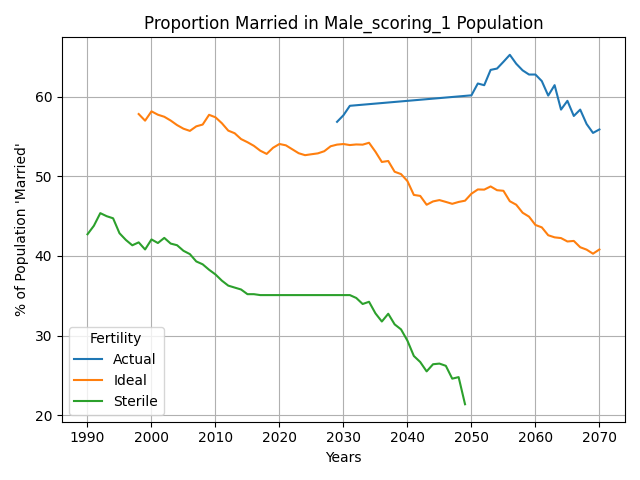 Proportion Married in Male_scoring_1 Population
% of Population 'Married'
60
50
40
30
20
Fertility
Actual
Ideal
Sterile
1990 2000 2010 2020 2030 2040 2050 2060 2070
Years